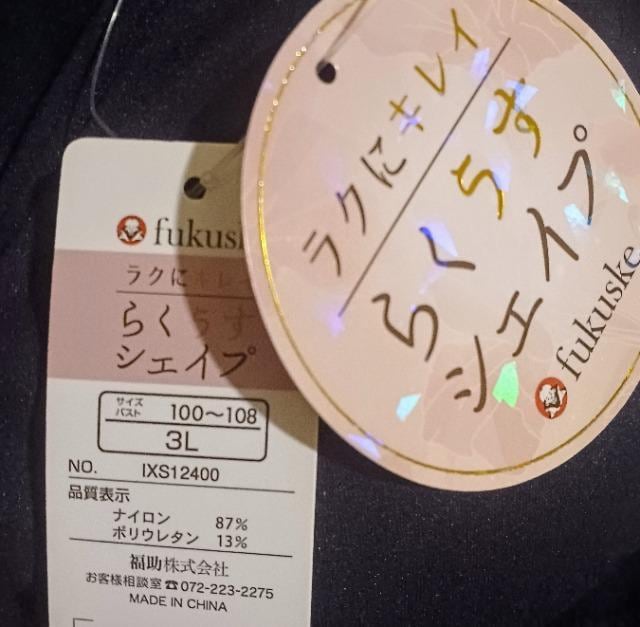 fukuske
ラクにキレイ
らくらす
シェイプ
サイズ
バスト 100〜108
3L
NO. IXS12400
品質表示
ナイロン 87%
ポリウレタン 13%
福助株式会社
お客様相談室☎072-223-2275
MADE IN CHINA
ラクにキレイ
らくらす
シェイプ
fukuske